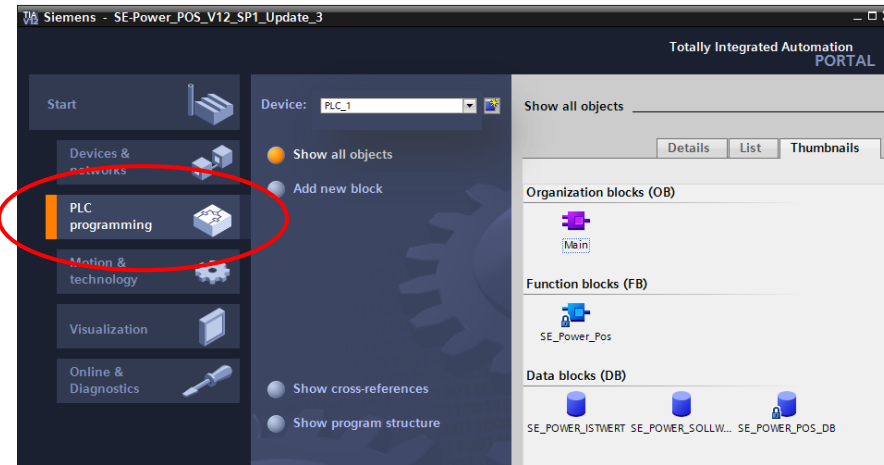 Siemens - SE-Power_POS_V12_SP1_Update_3
Totally Integrated Automation
PORTAL
Start
Devices &
networks
PLC
programming
Motion &
technology
Visualization
Online &
Diagnostics
Device:
PLC_1
Show all objects
Add new block
Show cross-references
Show program structure
Show all objects
Details
List
Thumbnails
Organization blocks (OB)
Main
Function blocks (FB)
SE_Power_Pos
Data blocks (DB)
SE_POWER_ISTWERT SE_POWER_SOLLW... SE_POWER_POS_DB